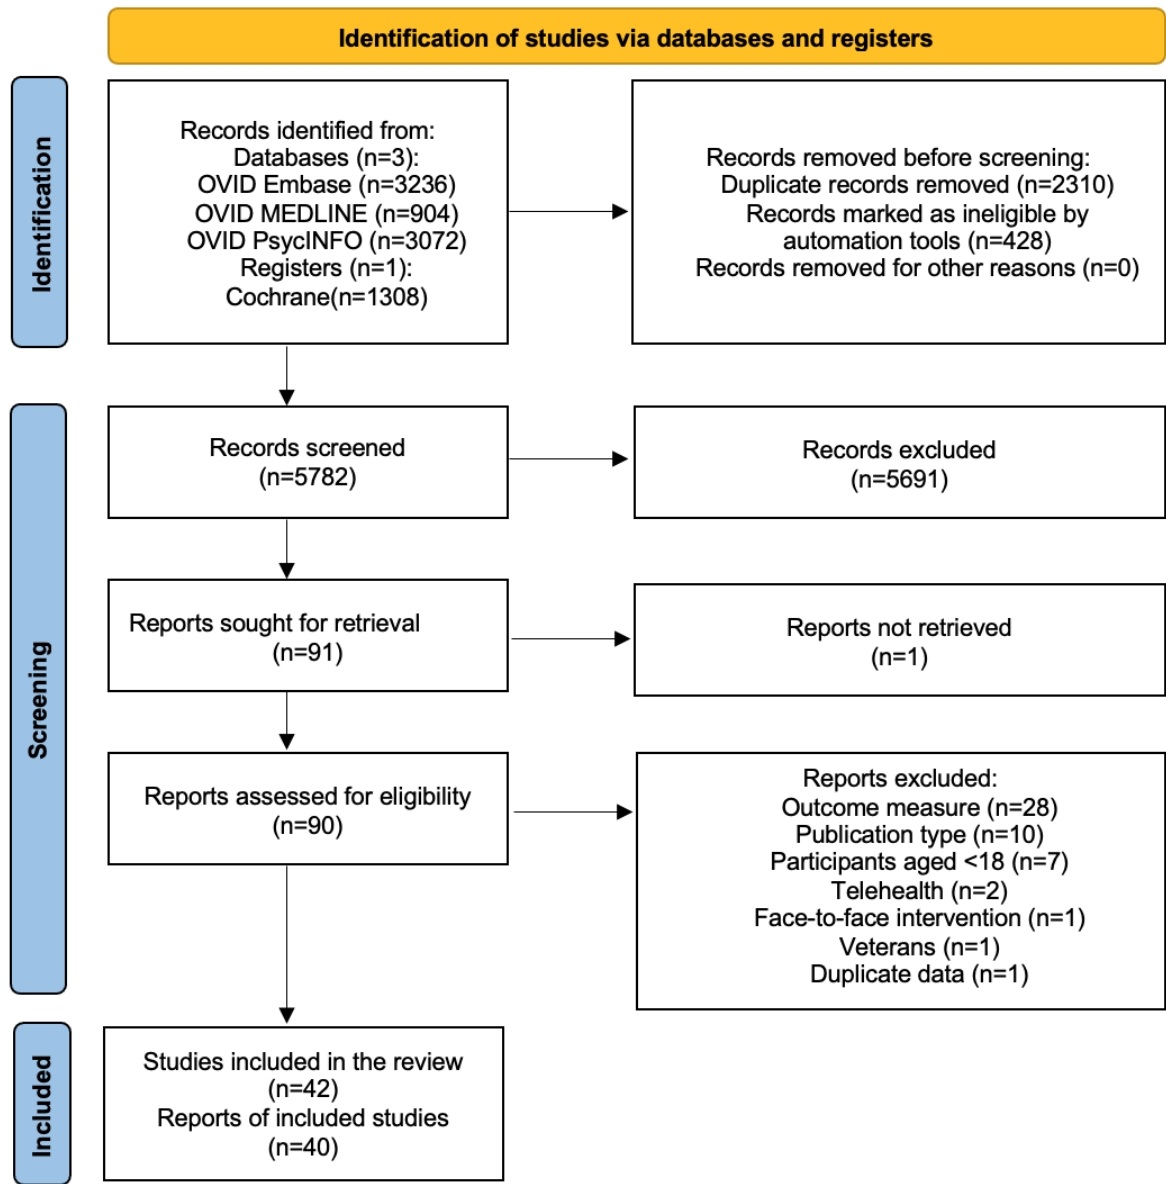 Identification of studies via databases and registers
Identification
Records identified from:
Databases (n=3):
OVID Embase (n=3236)
OVID MEDLINE (n=904)
OVID PsycINFO (n=3072)
Registers (n=1):
Cochrane(n=1308)
Records removed before screening:
Duplicate records removed (n=2310)
Records marked as ineligible by
automation tools (n=428)
Records removed for other reasons (n=0)
Screening
Records screened
(n=5782)
Records excluded
(n=5691)
Reports sought for retrieval
(n=91)
Reports not retrieved
(n=1)
Reports assessed for eligibility
(n=90)
Reports excluded:
Outcome measure (n=28)
Publication type (n=10)
Participants aged <18 (n=7)
Telehealth (n=2)
Face-to-face intervention (n=1)
Veterans (n=1)
Duplicate data (n=1)
Included
Studies included in the review
(n=42)
Reports of included studies
(n=40)